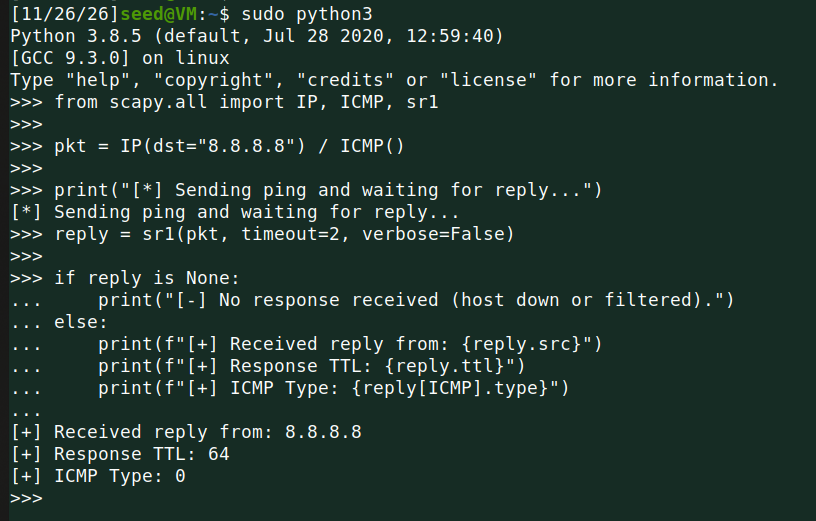 [11/26/26]seed@VM:~$ sudo python3
Python 3.8.5 (default, Jul 28 2020, 12:59:40)
[GCC 9.3.0] on linux
Type "help", "copyright", "credits" or "license" for more information.
>>> from scapy.all import IP, ICMP, sr1
>>>
>>> pkt = IP(dst="8.8.8.8") / ICMP()
>>>
>>> print("[*] Sending ping and waiting for reply...")
[*] Sending ping and waiting for reply...
>>> reply = sr1(pkt, timeout=2, verbose=False)
>>>
>>> if reply is None:
...     print("[-] No response received (host down or filtered).")
... else:
...     print(f"[+] Received reply from: {reply.src}")
...     print(f"[+] Response TTL: {reply.ttl}")
...     print(f"[+] ICMP Type: {reply[ICMP].type}")
...
[+] Received reply from: 8.8.8.8
[+] Response TTL: 64
[+] ICMP Type: 0
>>>